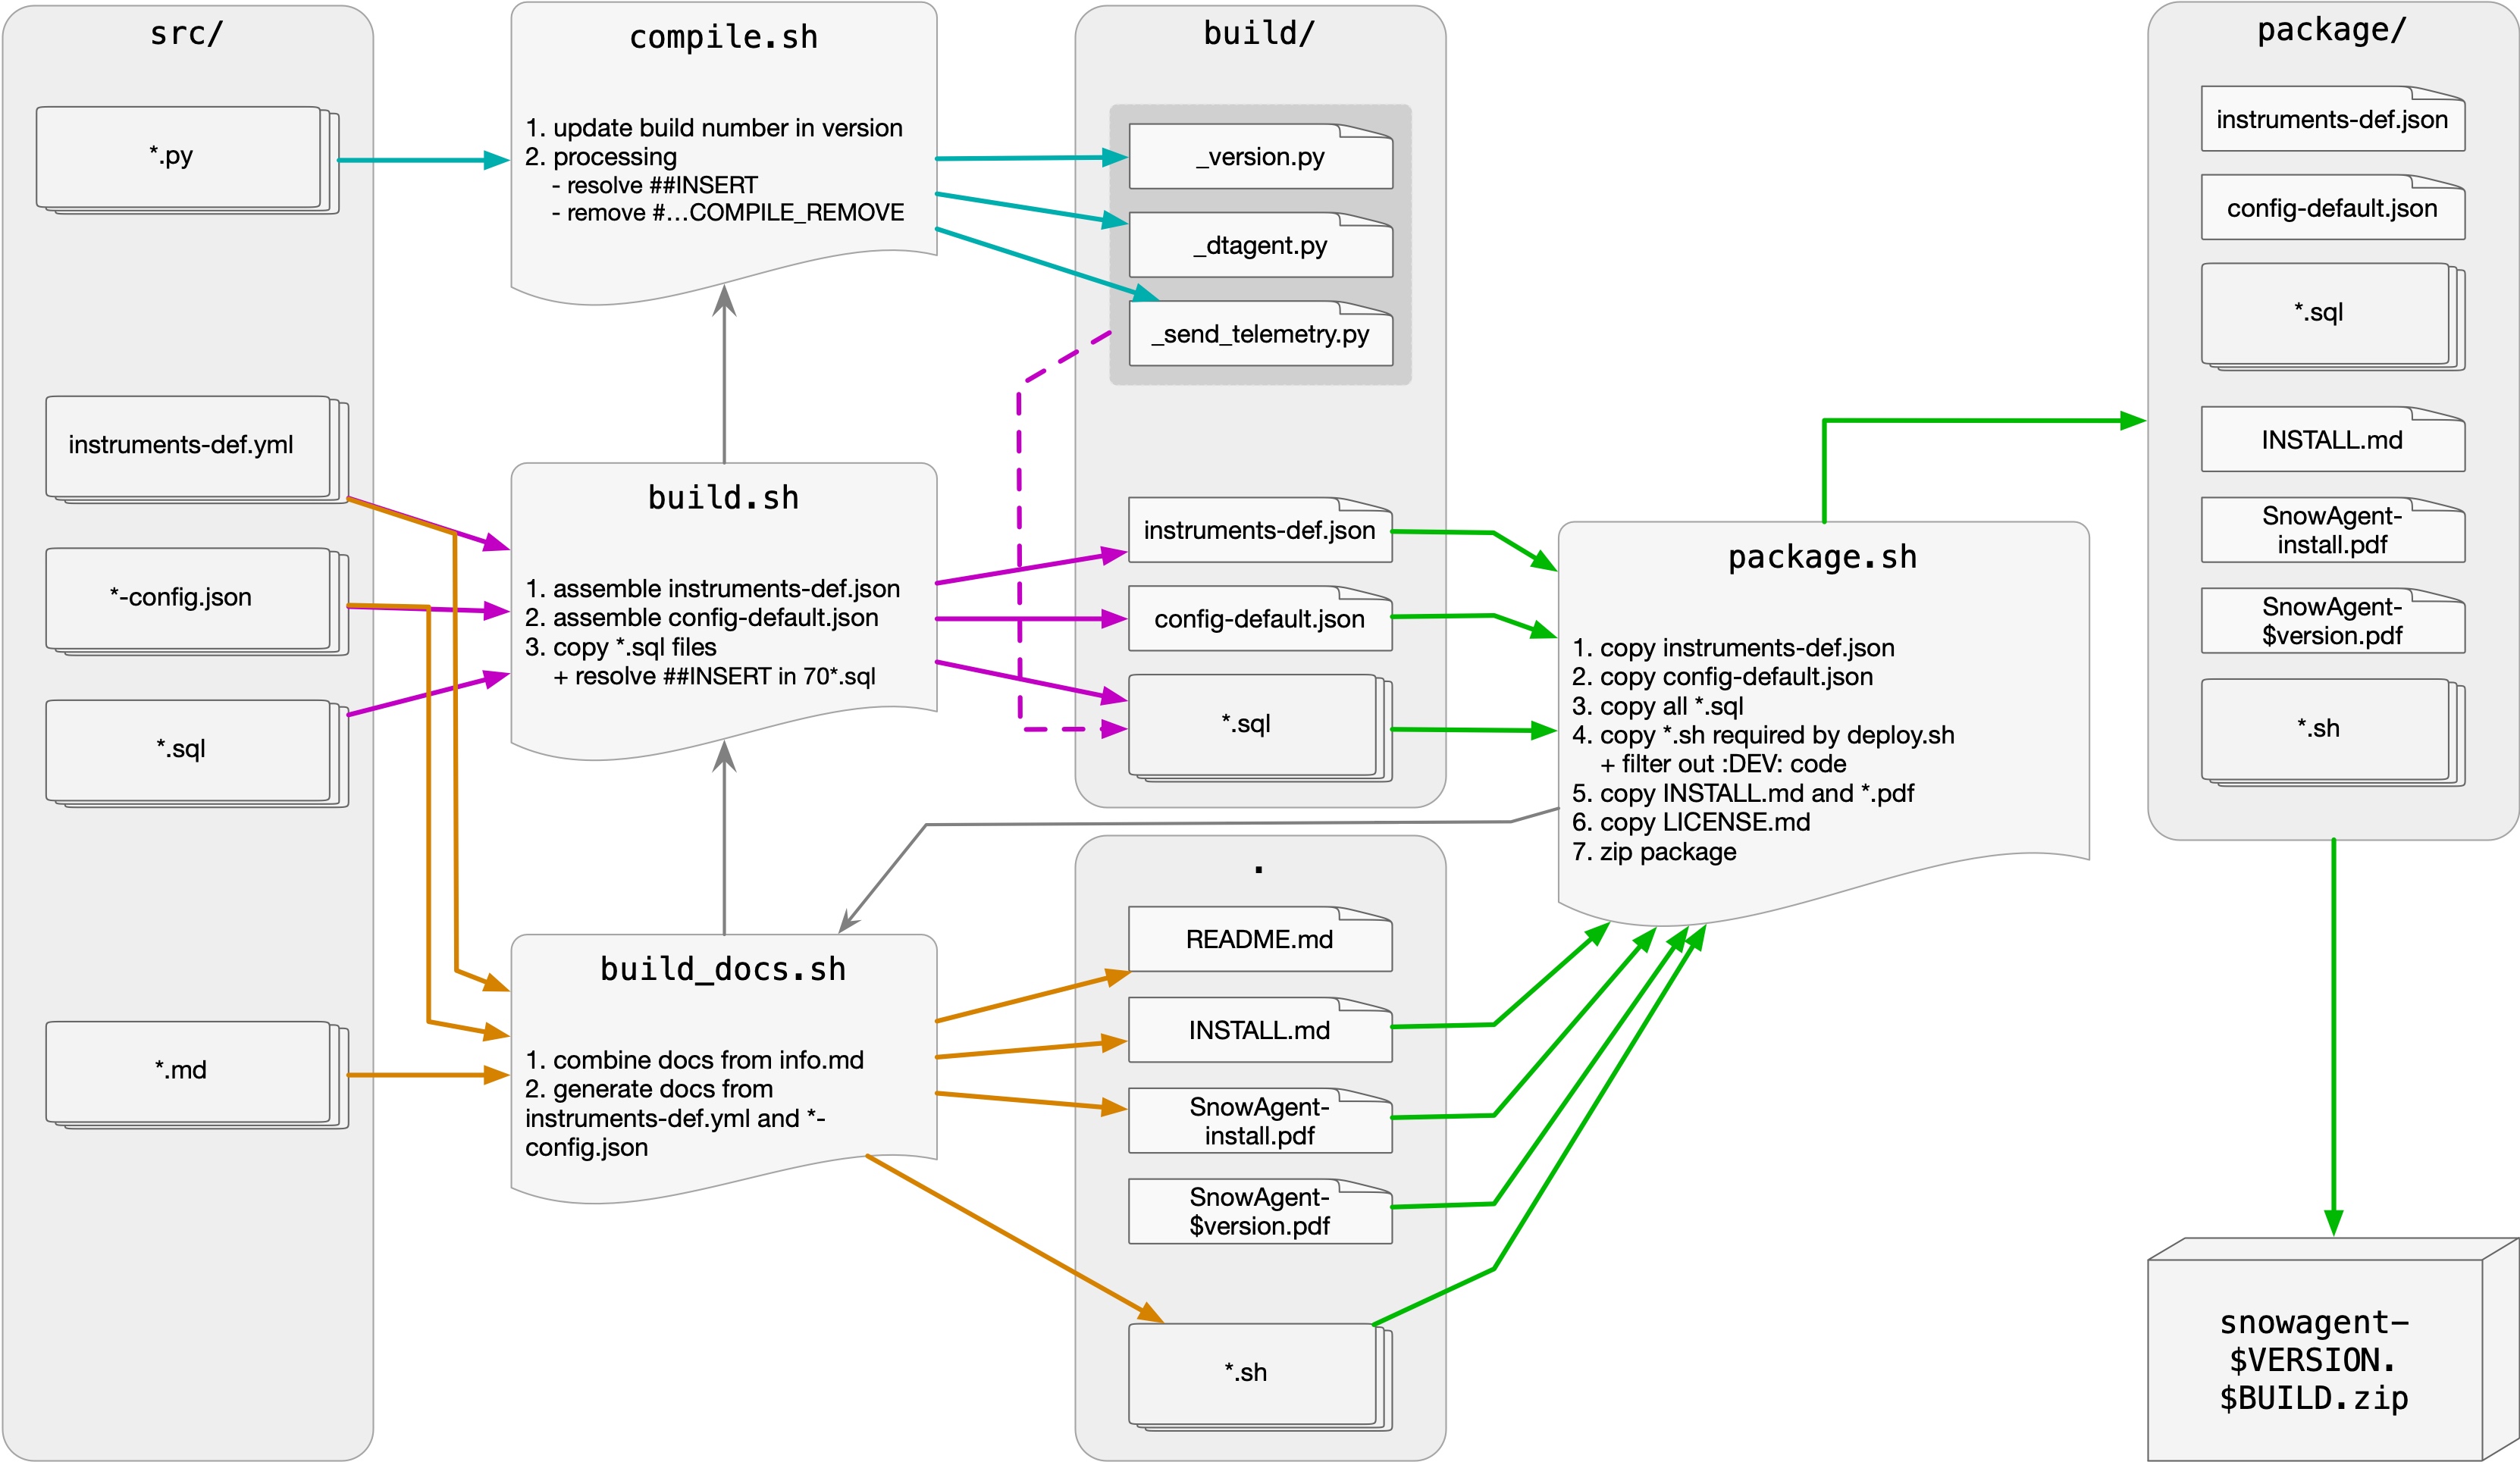 src/
*.py
instruments-def.yml
*-config.json
*.sql
*.md
compile.sh
1. update build number in version
2. processing
- resolve ##INSERT
- remove #...COMPILE_REMOVE
build.sh
1. assemble instruments-def.json
2. assemble config-default.json
3. copy *.sql files
+ resolve ##INSERT in 70*.sql
build_docs.sh
1. combine docs from info.md
2. generate docs from
instruments-def.yml and *-
config.json
build/
_version.py
_dtagent.py
_send_telemetry.py
instruments-def.json
config-default.json
*.sql
.
README.md
INSTALL.md
SnowAgent-
install.pdf
SnowAgent-
$version.pdf
*.sh
package.sh
1. copy instruments-def.json
2. copy config-default.json
3. copy all *.sql
4. copy *.sh required by deploy.sh
+ filter out :DEV: code
5. copy INSTALL.md and *.pdf
6. copy LICENSE.md
7. zip package
package/
instruments-def.json
config-default.json
*.sql
INSTALL.md
SnowAgent-
install.pdf
SnowAgent-
$version.pdf
*.sh
snowagent-
$VERSION.
$BUILD.zip